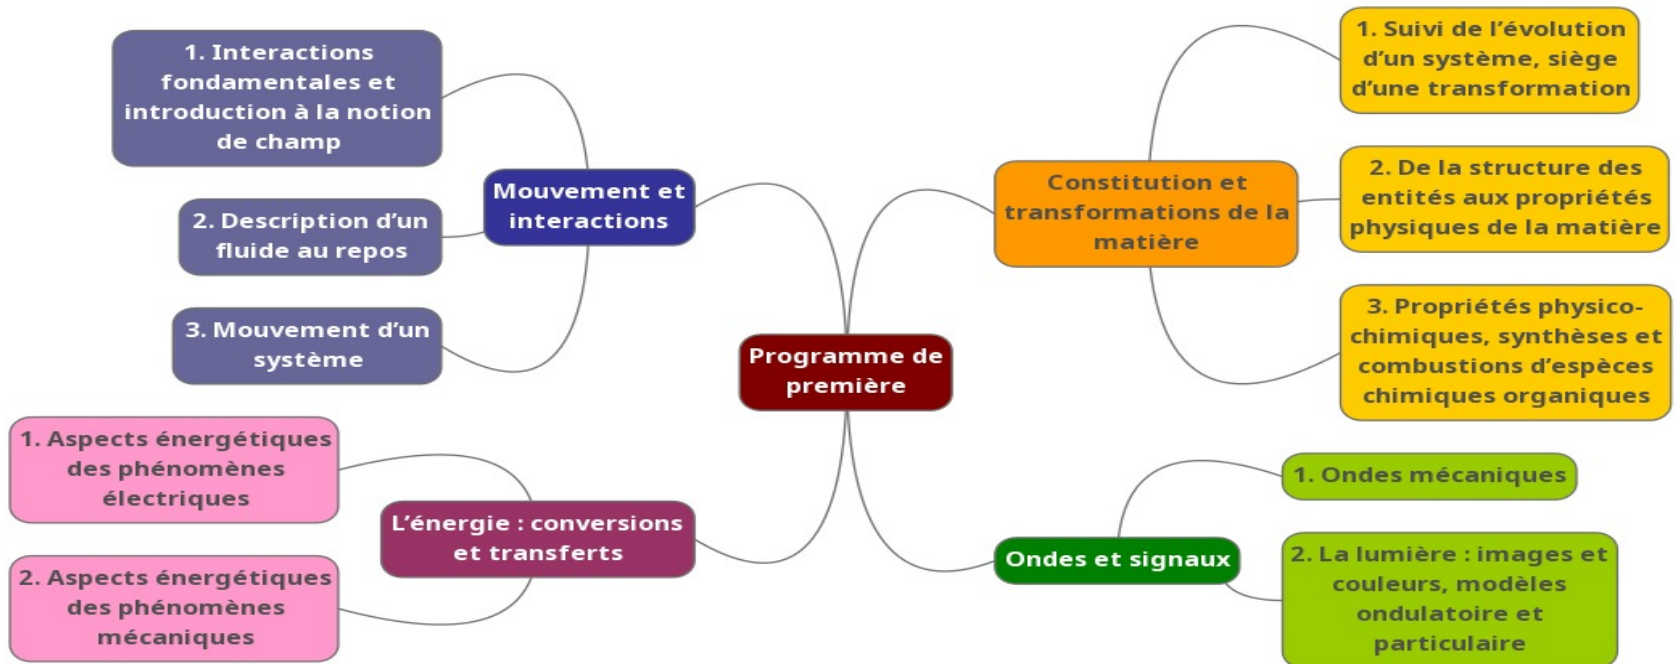 1. Interactions
fondamentales et
introduction à la notion
de champ
Mouvement et
interactions
2. Description d’un
fluide au repos
3. Mouvement d’un
système
1. Suivi de l’évolution
d’un système, siège
d’une transformation
Constitution et
transformations de la
matière
2. De la structure des
entités aux propriétés
physiques de la matière
3. Propriétés physico-
chimiques, synthèses et
combustions d’espèces
chimiques organiques
Programme de
première
1. Aspects énergétiques
des phénomènes
électriques
L’énergie : conversions
et transferts
2. Aspects énergétiques
des phénomènes
mécaniques
1. Ondes mécaniques
Ondes et signaux
2. La lumière : images et
couleurs, modèles
ondulatoire et
particulaire